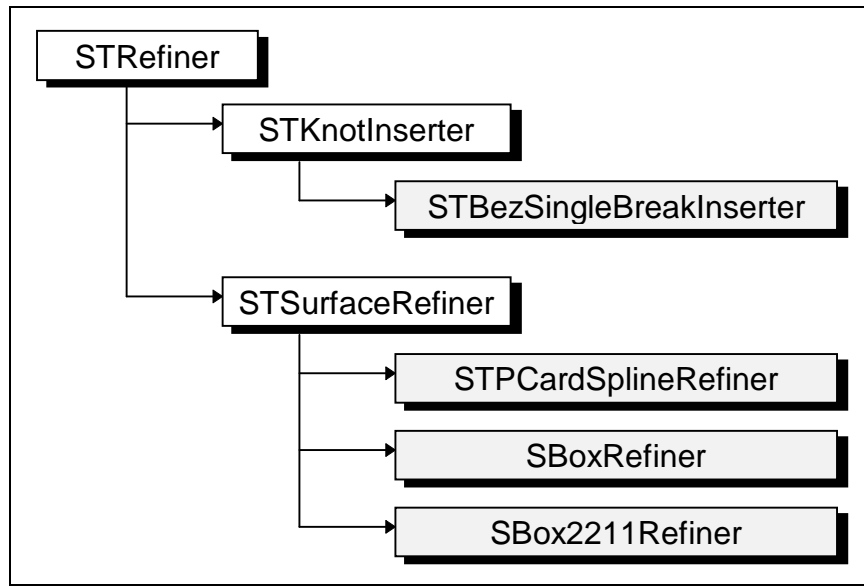 STRefiner
STKnotInserter
STBezSingleBreakInserter
STSurfaceRefiner
STPCardSplineRefiner
SBoxRefiner
SBox2211Refiner